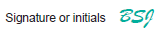 Signature or initials BSJ